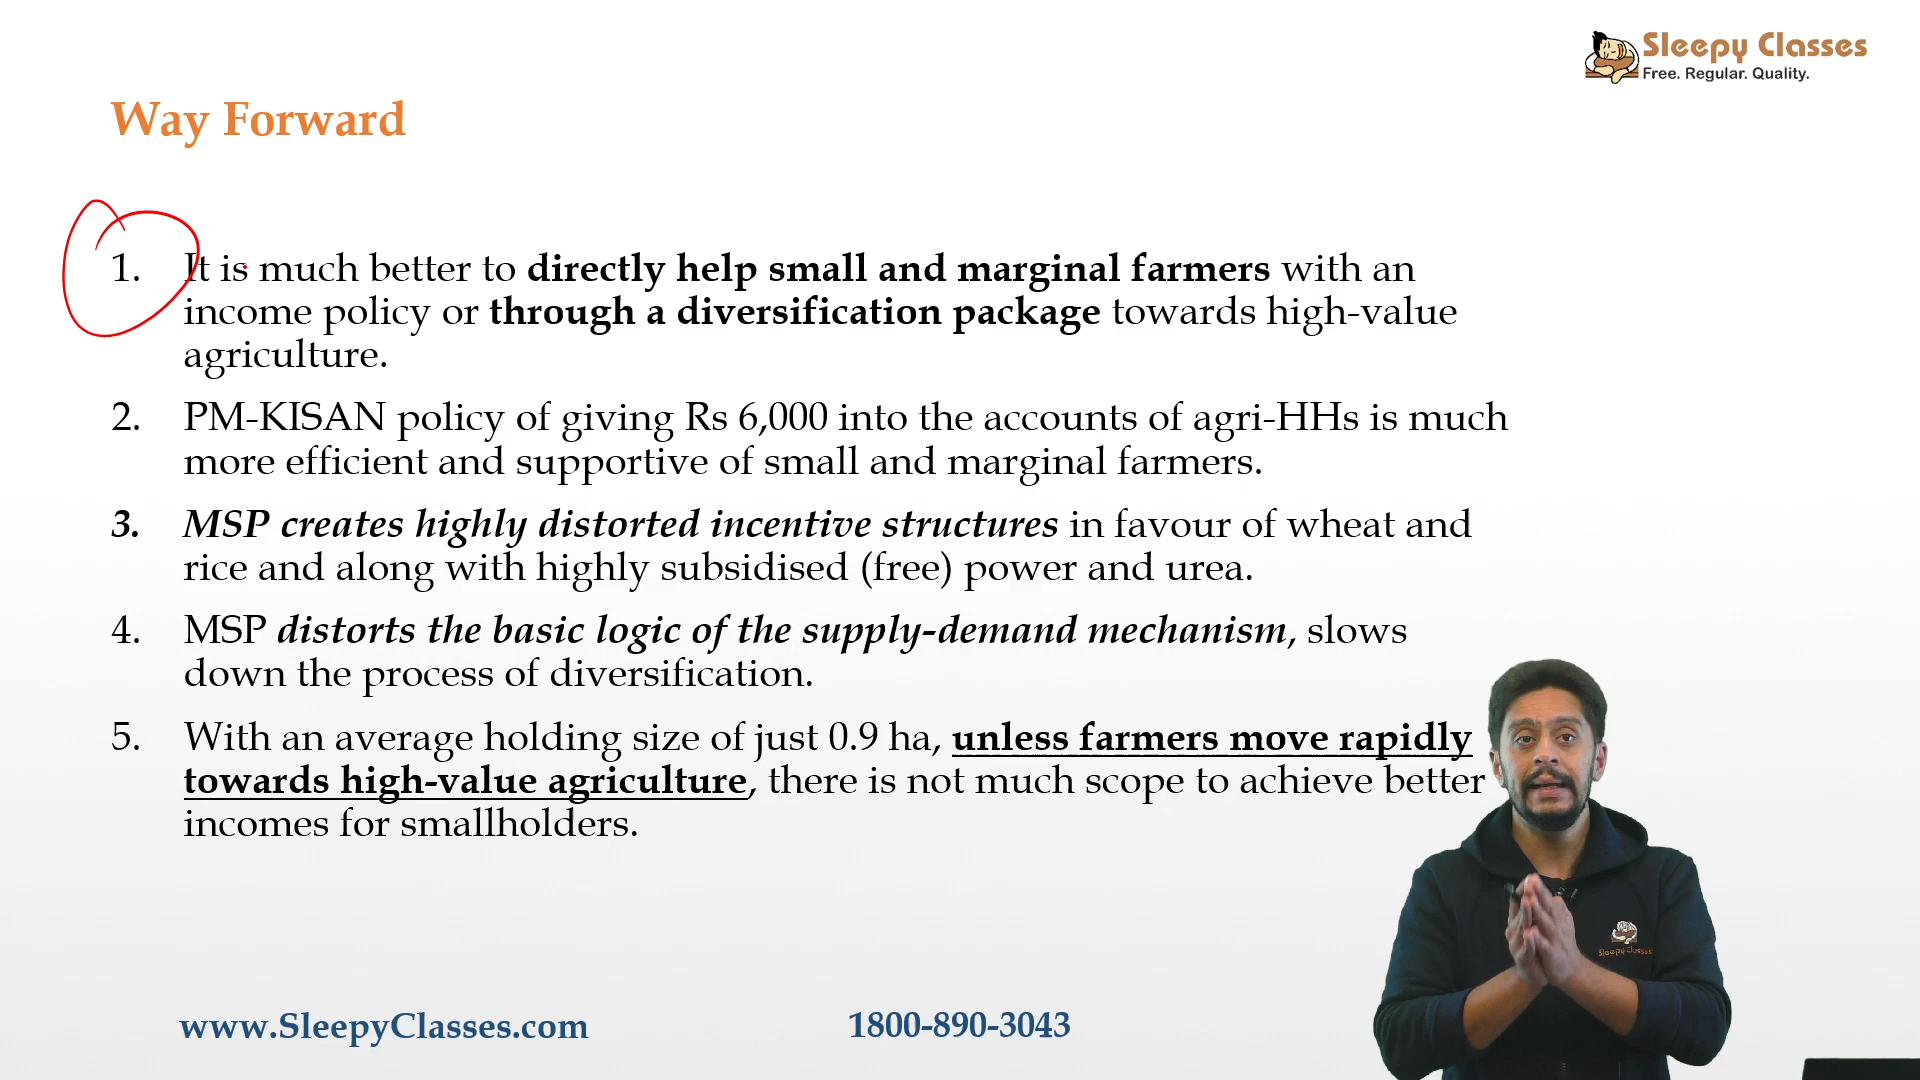 Sleepy Classes
Free. Regular. Quality.
Way Forward
1. It is much better to directly help small and marginal farmers with an
income policy or through a diversification package towards high-value
agriculture.
2. PM-KISAN policy of giving Rs 6,000 into the accounts of agri-HHs is much
more efficient and supportive of small and marginal farmers.
3. MSP creates highly distorted incentive structures in favour of wheat and
rice and along with highly subsidised (free) power and urea.
4. MSP distorts the basic logic of the supply-demand mechanism, slows
down the process of diversification.
5. With an average holding size of just 0.9 ha, unless farmers move rapidly
towards high-value agriculture, there is not much scope to achieve better
incomes for smallholders.
Sleepy Classes
www.SleepyClasses.com
1800-890-3043